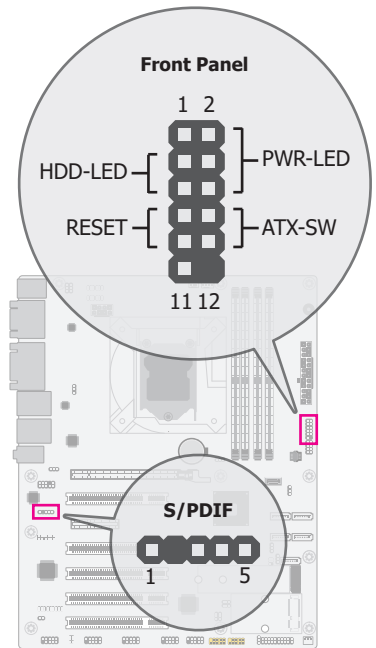 Front Panel
1 2
HDD-LED PWR-LED
RESET ATX-SW
11 12
S/PDIF
1 5